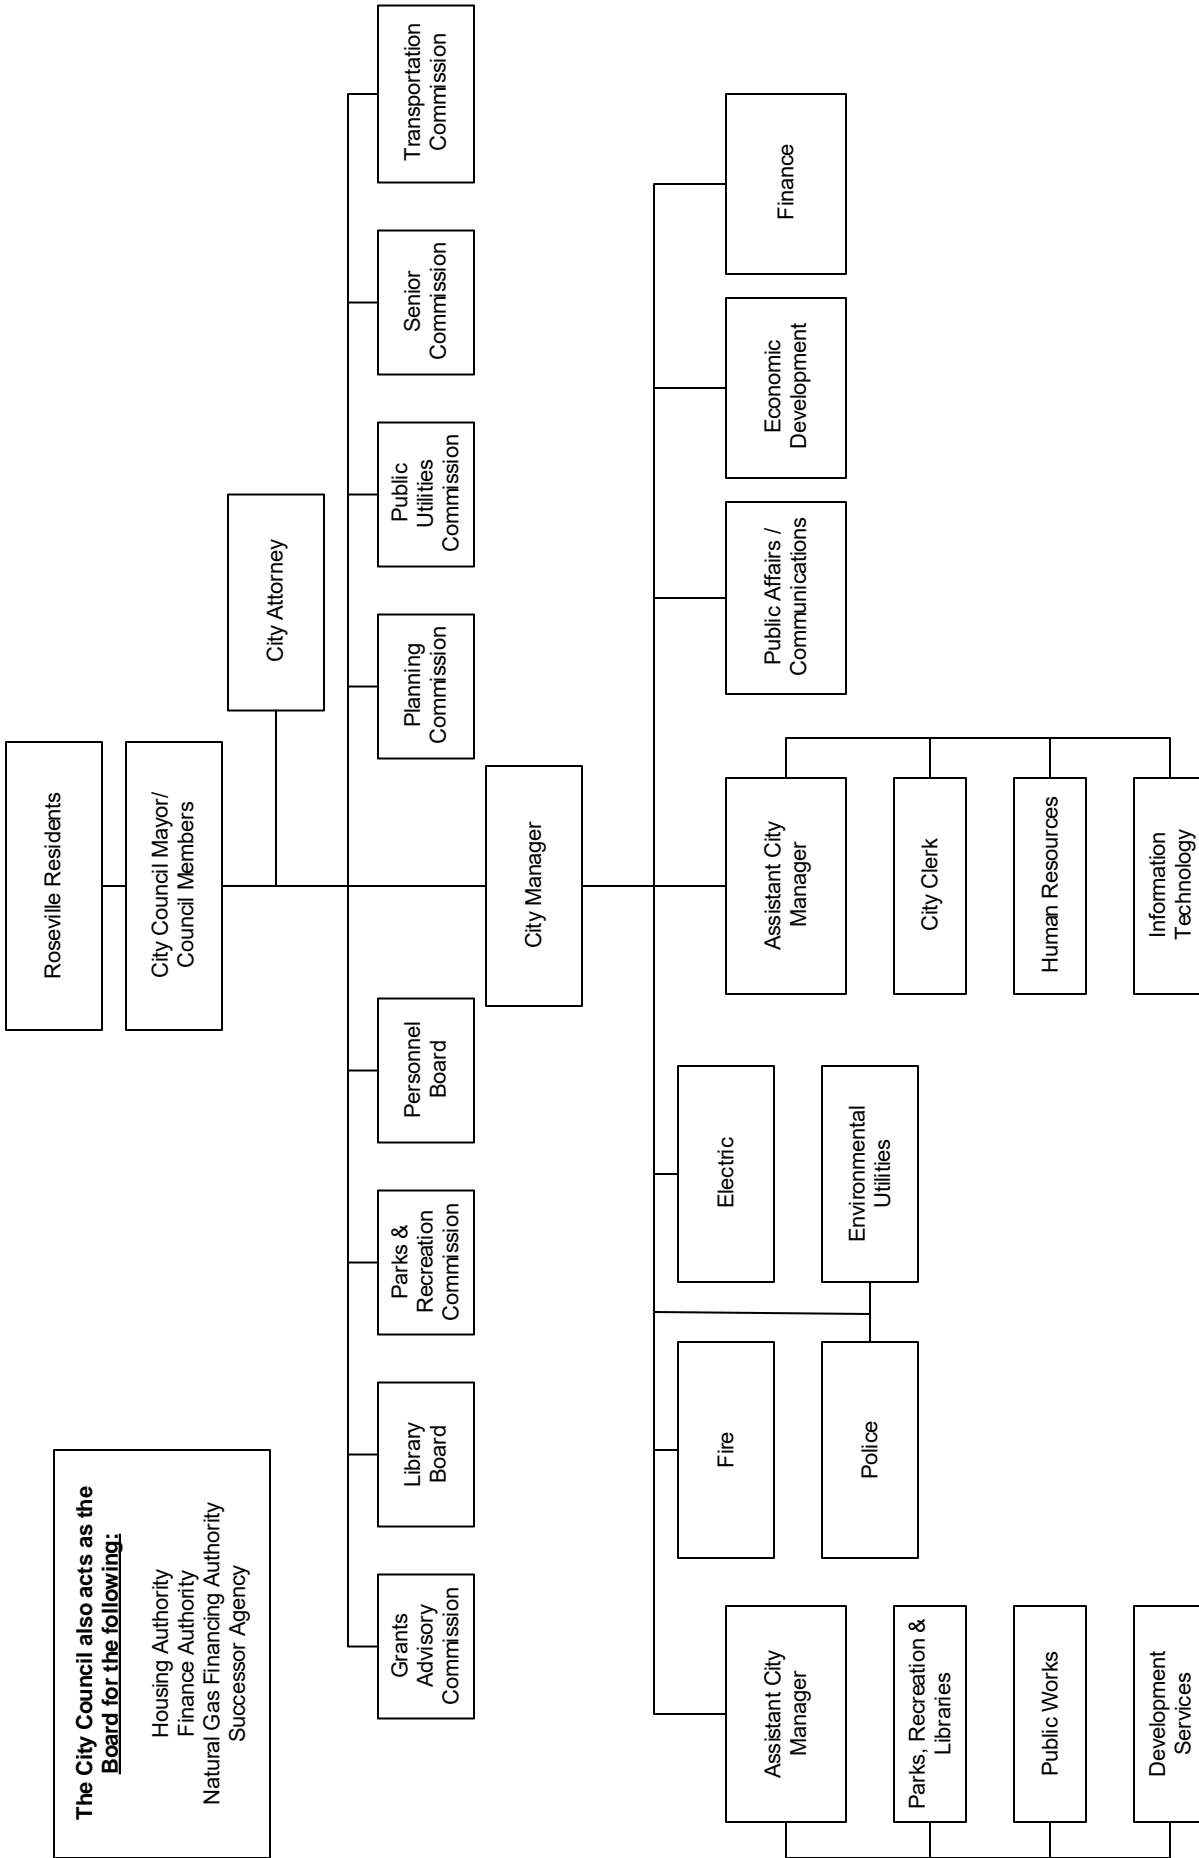 Roseville Residents
The City Council also acts as the
Board for the following:
Housing Authority
Finance Authority
Natural Gas Financing Authority
Successor Agency
City Council Mayor/
Council Members
City Attorney
Grants
Advisory
Commission
Library
Board
Parks &
Recreation
Commission
Personnel
Board
Planning
Commission
Public
Utilities
Commission
Senior
Commission
Transportation
Commission
City Manager
Assistant City
Manager
Parks, Recreation &
Libraries
Public Works
Development
Services
Fire
Police
Electric
Environmental
Utilities
Assistant City
Manager
City Clerk
Human Resources
Information
Technology
Public Affairs /
Communications
Economic
Development
Finance